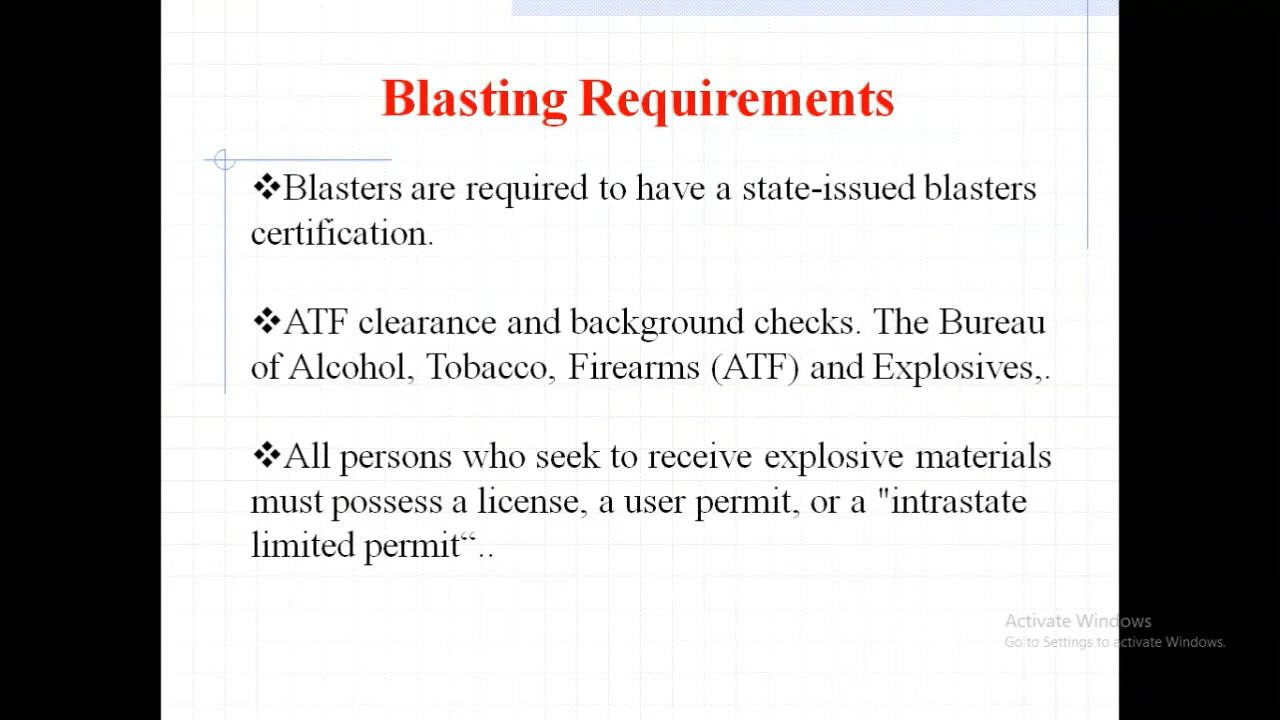 Blasting Requirements
❖Blasters are required to have a state-issued blasters
certification.
❖ATF clearance and background checks. The Bureau
of Alcohol, Tobacco, Firearms (ATF) and Explosives,.
❖All persons who seek to receive explosive materials
must possess a license, a user permit, or a "intrastate
limited permit“..
Activate Windows
Go to Settings to activate Windows.